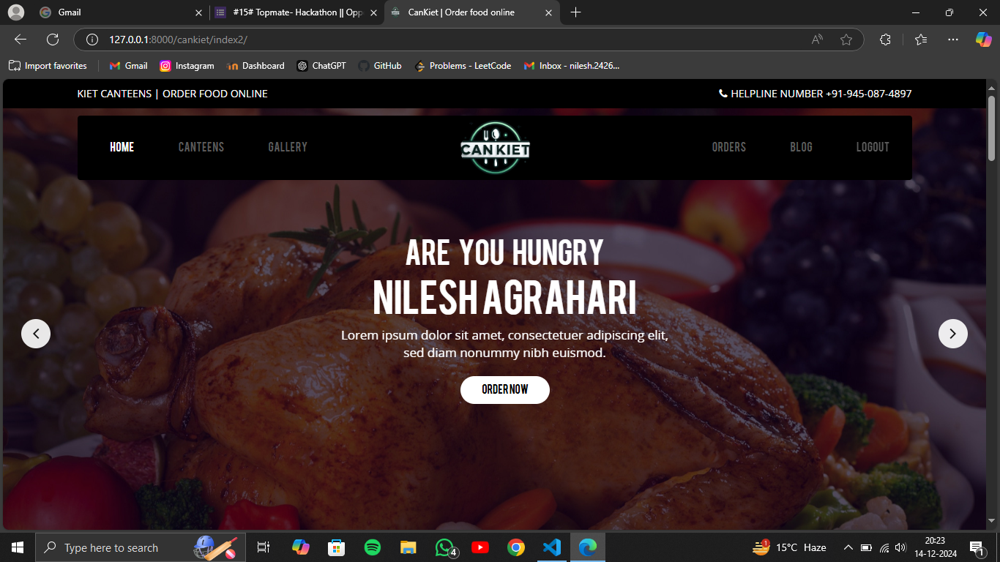 Gmail
#15# Topmate- Hackathon || Opp
CanKiet | Order food online
127.0.0.1:8000/cankiet/index2/
Import favorites
Gmail
Instagram
Dashboard
ChatGPT
GitHub
Problems - LeetCode
Inbox - nilesh.2426...
KIET CANTEENS | ORDER FOOD ONLINE
HELPLINE NUMBER +91-945-087-4897
HOME
CANTEENS
GALLERY
CANKIET
ORDERS
BLOG
LOGOUT
ARE YOU HUNGRY
NILESH AGRAHARI
Lorem ipsum dolor sit amet, consectetuer adipiscing elit,
sed diam nonummy nibh euismod.
ORDER NOW
Type here to search
4
1
15°C Haze
20:23
14-12-2024
1